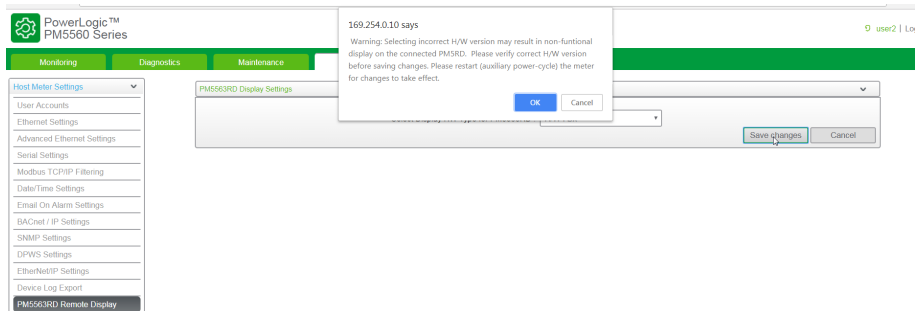 PowerLogic™
PM5560 Series
169.254.0.10 says
Warning: Selecting incorrect H/W version may result in non-funtional
display on the connected PM5RD. Please verify correct H/W version
before saving changes. Please restart (auxiliary power-cycle) the meter
for changes to take effect.
OK
Cancel
user2 | Log
Monitoring
Diagnostics
Maintenance
Host Meter Settings
User Accounts
Ethernet Settings
Advanced Ethernet Settings
Serial Settings
Modbus TCP/IP Filtering
Date/Time Settings
Email On Alarm Settings
BACnet / IP Settings
SNMP Settings
DPWS Settings
EtherNet/IP Settings
Device Log Export
PM5563RD Remote Display
PM5563RD Display Settings
Save changes
Cancel